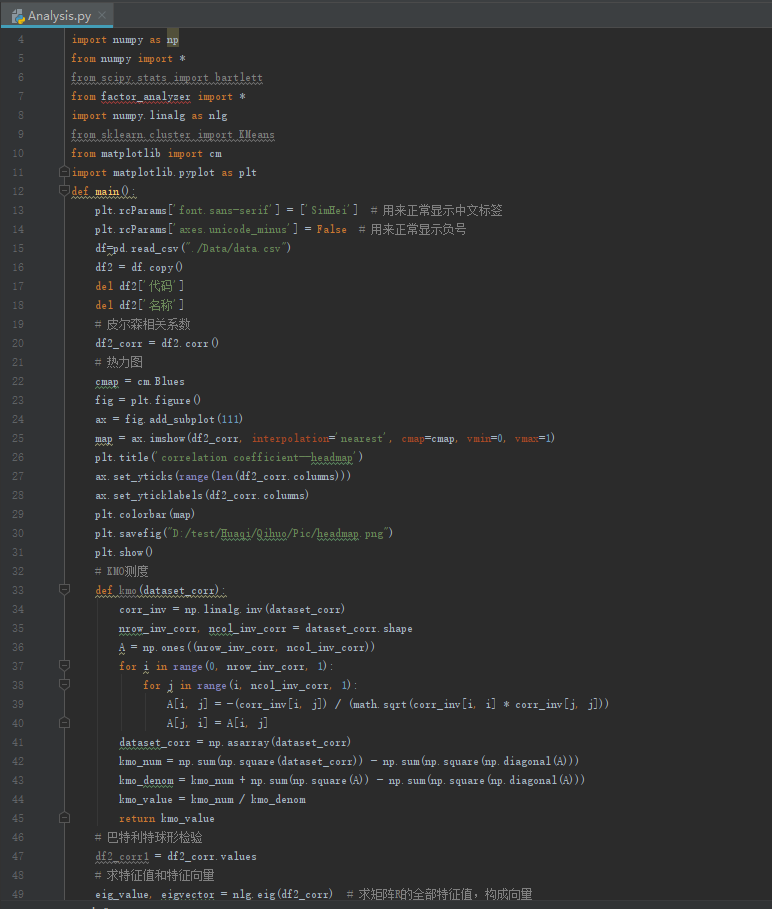 Analysis.py
4 import numpy as np
5 from numpy import *
6 from scipy.stats import bartlett
7 from factor_analyzer import *
8 import numpy.linalg as nlg
9 from sklearn.cluster import KMeans
10 from matplotlib import cm
11 import matplotlib.pyplot as plt
12 def main():
13 plt.rcParams['font.sans-serif'] = ['SimHei'] # 用来正常显示中文标签
14 plt.rcParams['axes.unicode_minus'] = False # 用来正常显示负号
15 df=pd.read_csv("./Data/data.csv")
16 df2 = df.copy()
17 del df2['代码']
18 del df2['名称']
19 # 皮尔森相关系数
20 df2_corr = df2.corr()
21 # 热力图
22 cmap = cm.Blues
23 fig = plt.figure()
24 ax = fig.add_subplot(111)
25 map = ax.imshow(df2_corr, interpolation='nearest', cmap=cmap, vmin=0, vmax=1)
26 plt.title('correlation coefficient--headmap')
27 ax.set_yticks(range(len(df2_corr.columns)))
28 ax.set_yticklabels(df2_corr.columns)
29 plt.colorbar(map)
30 plt.savefig("D:/test/Huaqi/Qihuo/Pic/headmap.png")
31 plt.show()
32 # KMO测度
33 def kmo(dataset_corr):
34 corr_inv = np.linalg.inv(dataset_corr)
35 nrow_inv_corr, ncol_inv_corr = dataset_corr.shape
36 A = np.ones((nrow_inv_corr, ncol_inv_corr))
37 for i in range(0, nrow_inv_corr, 1):
38 for j in range(i, ncol_inv_corr, 1):
39 A[i, j] = -(corr_inv[i, j]) / (math.sqrt(corr_inv[i, i] * corr_inv[j, j]))
40 A[j, i] = A[i, j]
41 dataset_corr = np.asarray(dataset_corr)
42 kmo_num = np.sum(np.square(dataset_corr)) - np.sum(np.square(np.diagonal(A)))
43 kmo_denom = kmo_num + np.sum(np.square(A)) - np.sum(np.square(np.diagonal(A)))
44 kmo_value = kmo_num / kmo_denom
45 return kmo_value
46 # 巴特利特球形检验
47 df2_corr1 = df2_corr.values
48 # 求特征值和特征向量
49 eig_value, eigvector = nlg.eig(df2_corr) # 求矩阵R的全部特征值，构成向量